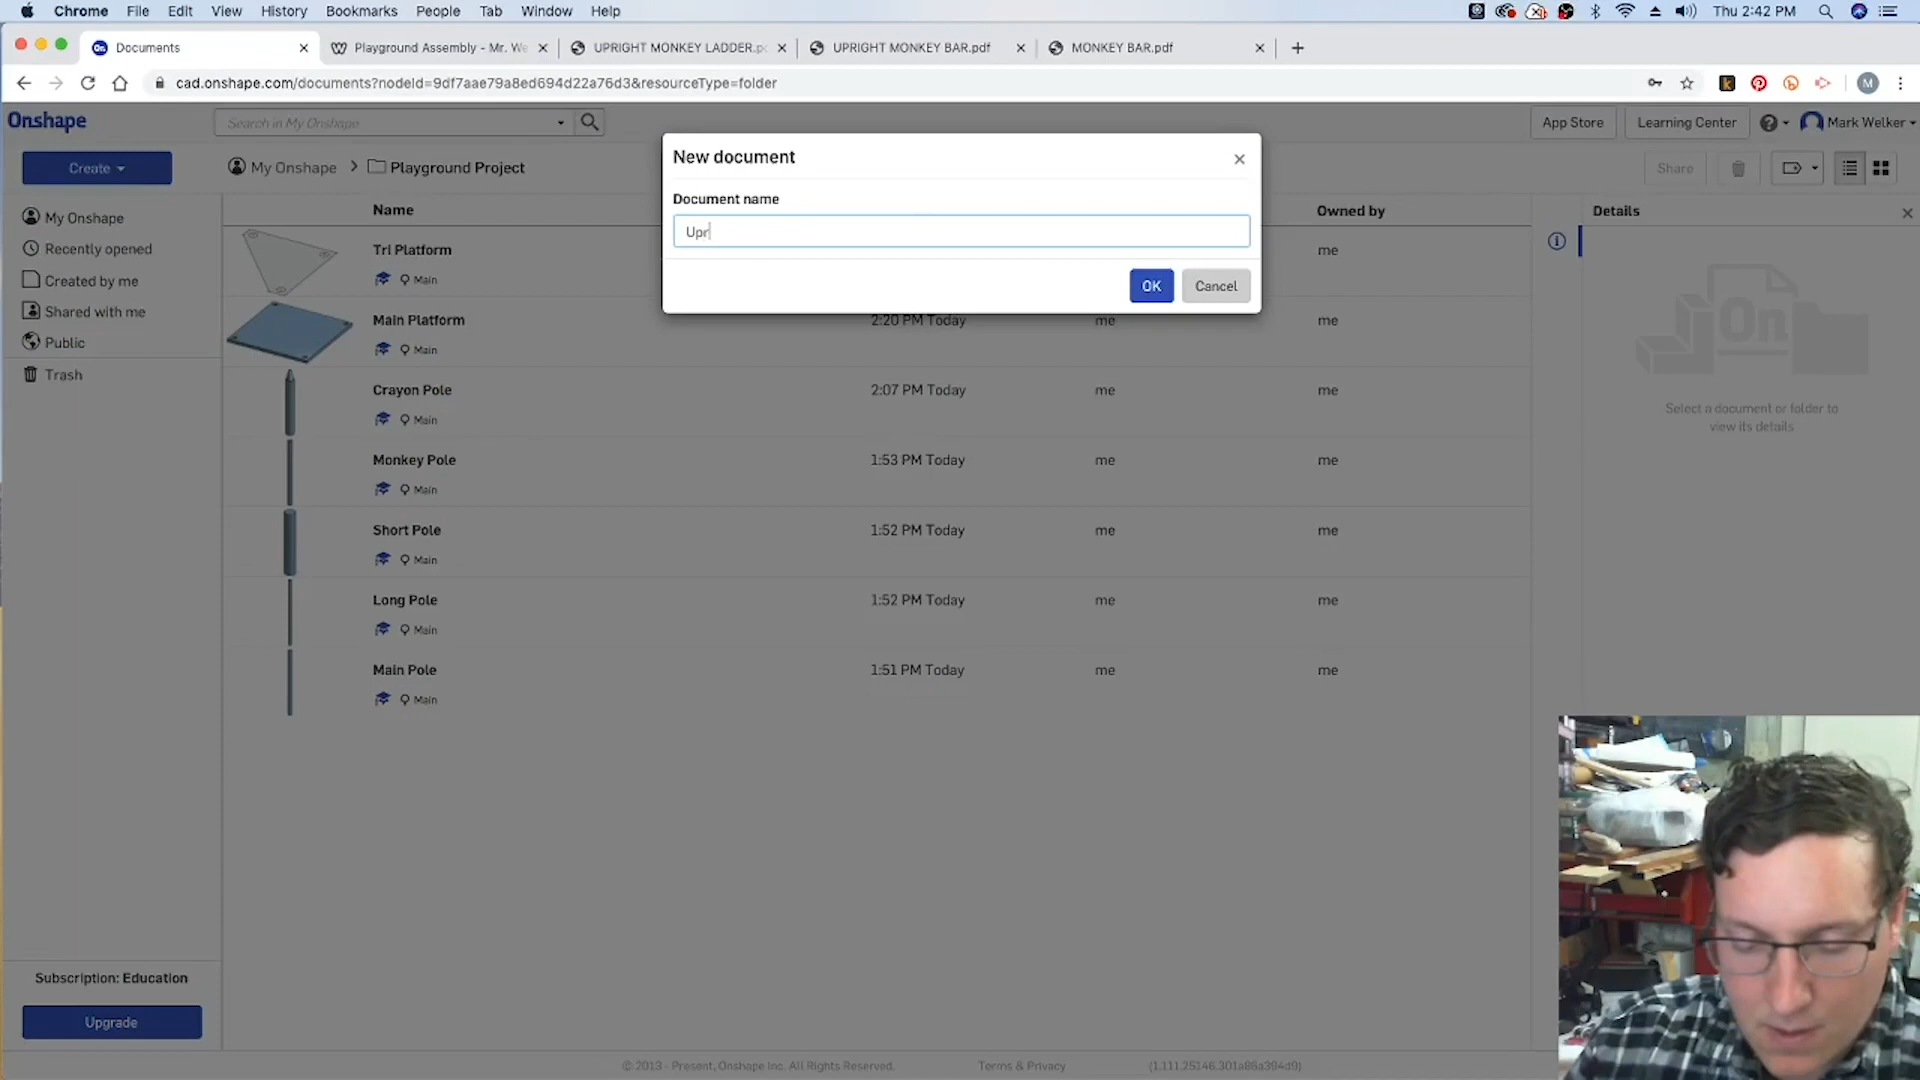 Chrome File Edit View History Bookmarks People Tab Window Help Thu 2:42 PM
Documents Playground Assembly - Mr. We UPRIGHT MONKEY LADDER.pd UPRIGHT MONKEY BAR.pdf MONKEY BAR.pdf
cad.onshape.com/documents?nodeId=9df7aae79a8ed694d22a76d3&resourceType=folder M
Onshape Search in My Onshape App Store Learning Center Mark Welker
Create My Onshape Playground Project Share
New document
Document name
Upr
OK Cancel
My Onshape
Recently opened
Created by me
Shared with me
Public
Trash
Name Owned by
Tri Platform me
Main
Main Platform 2:20 PM Today me me
Main
Crayon Pole 2:07 PM Today me me
Main
Monkey Pole 1:53 PM Today me me
Main
Short Pole 1:52 PM Today me me
Main
Long Pole 1:52 PM Today me me
Main
Main Pole 1:51 PM Today me me
Main
Details
On
Select a document or folder to
view its details
Subscription: Education
Upgrade
© 2013 - Present, Onshape Inc. All Rights Reserved. Terms & Privacy (1.111.25146.301a86a394d9)